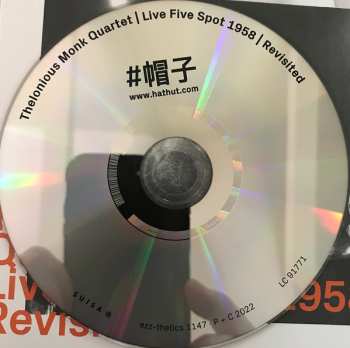 Thelonious Monk Quartet | Live Five Spot 1958 | Revisited
#帽子
www.hathut.com
SUISA
ezz-thetics 1147
P + C 2022
LC 91771
Live
Revis
1958